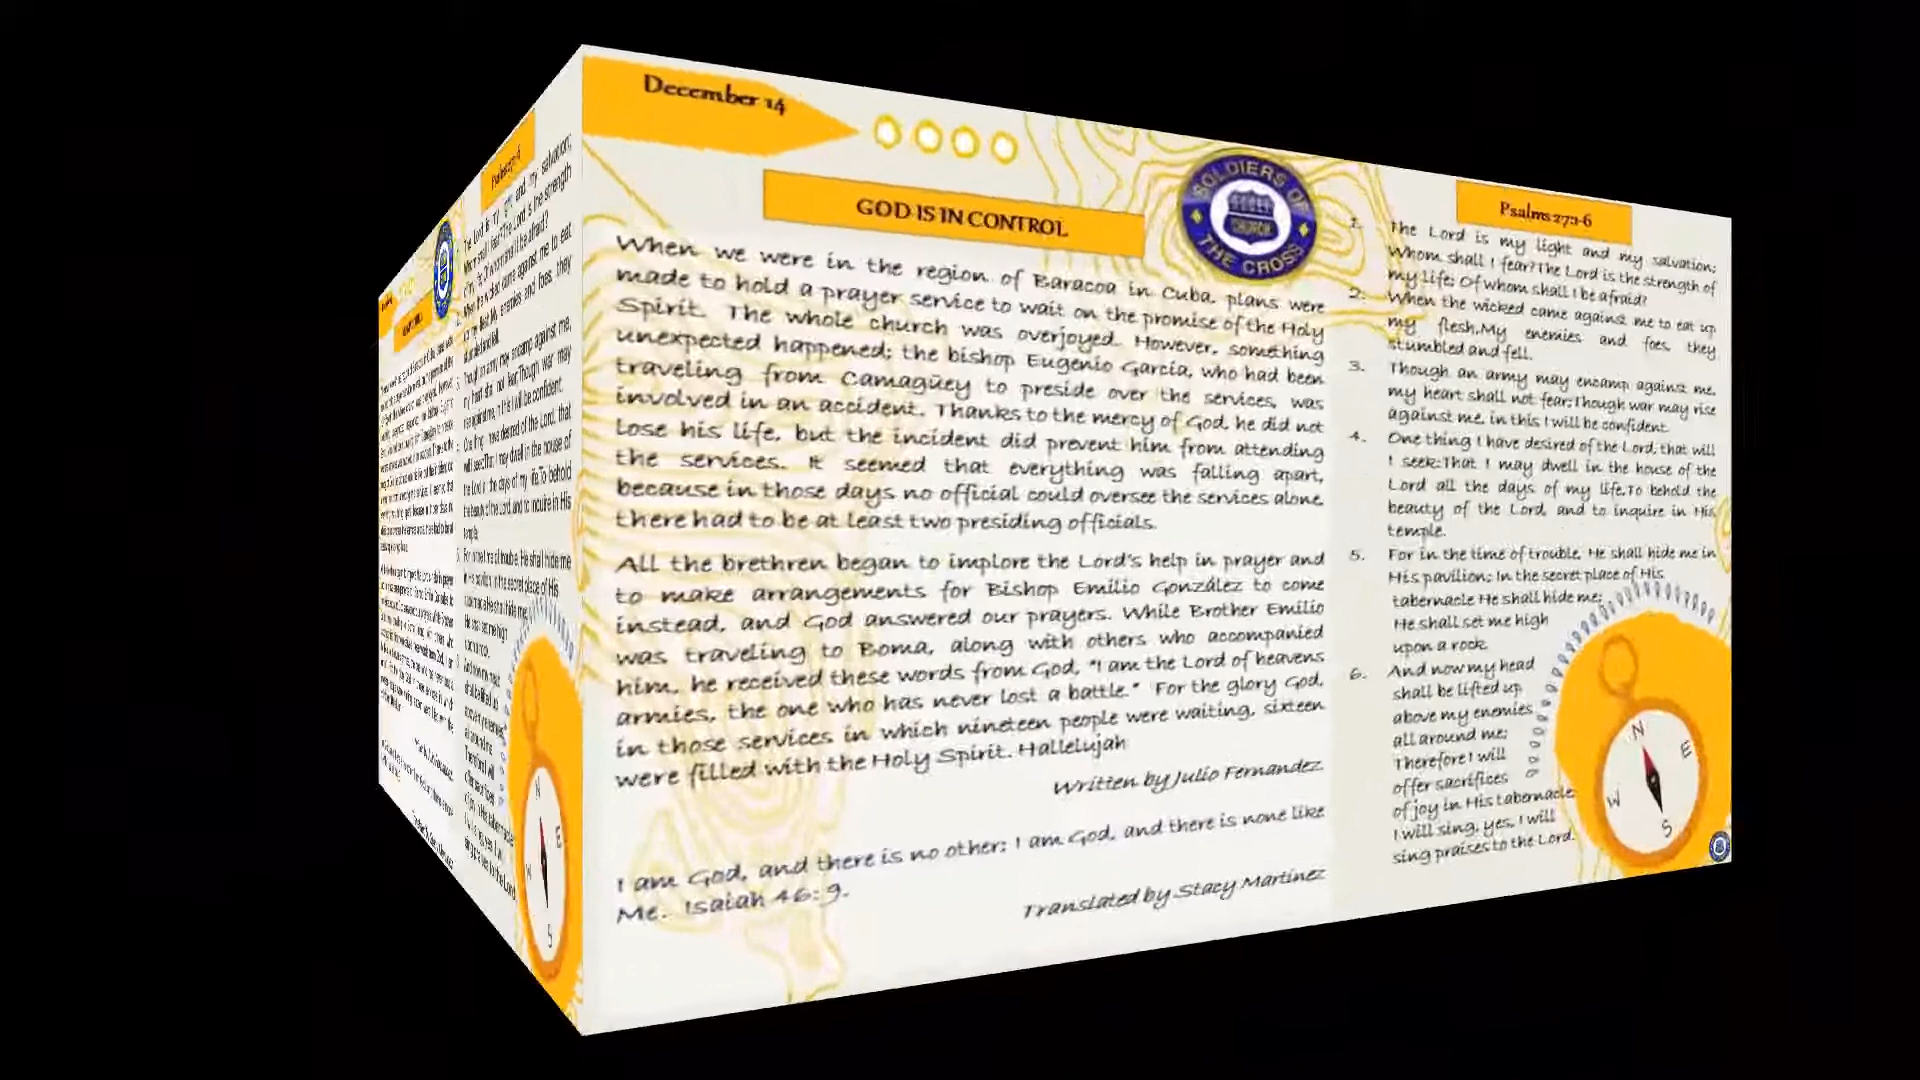 December 14
GOD IS IN CONTROL
When we were in the region of Baracoa in Cuba, plans were
made to hold a prayer service to wait on the promise of the Holy
Spirit. The whole church was overjoyed. However, something
unexpected happened; the bishop Eugenio García, who had been
traveling from Camagüey to preside over the services, was
involved in an accident. Thanks to the mercy of God, he did not
lose his life, but the incident did prevent him from attending
the services. It seemed that everything was falling apart,
because in those days no official could oversee the services alone,
there had to be at least two presiding officials.
All the brethren began to implore the Lord's help in prayer and
to make arrangements for Bishop Emilio González to come
instead, and God answered our prayers. While Brother Emilio
was traveling to Boma, along with others who accompanied
him, he received these words from God, "I am the Lord of heavens
armies, the one who has never lost a battle." For the glory God,
in those services in which nineteen people were waiting, sixteen
were filled with the Holy Spirit. Hallelujah
Written by Julio Fernandez
I am God, and there is no other; I am God, and there is none like
Me. Isaiah 46:9.
Translated by Stacy Martinez
SOLDIERS OF
THE CROSS
CHURCH
Psalms 27:1-6
1. The Lord is my light and my salvation;
Whom shall I fear?The Lord is the strength of
my life; Of whom shall I be afraid?
2. When the wicked came against me to eat up
my flesh,My enemies and foes, they
stumbled and fell.
3. Though an army may encamp against me,
my heart shall not fear;Though war may rise
against me, in this I will be confident.
4. One thing I have desired of the Lord, that will
I seek:That I may dwell in the house of the
Lord all the days of my life,To behold the
beauty of the Lord, and to inquire in His
temple.
5. For in the time of trouble, He shall hide me in
His pavilion; In the secret place of His
tabernacle He shall hide me;
He shall set me high
upon a rock.
6. And now my head
shall be lifted up
above my enemies
all around me;
Therefore I will
offer sacrifices
of joy in His tabernacle;
I will sing, yes, I will
sing praises to the Lord.
N
E
W
S